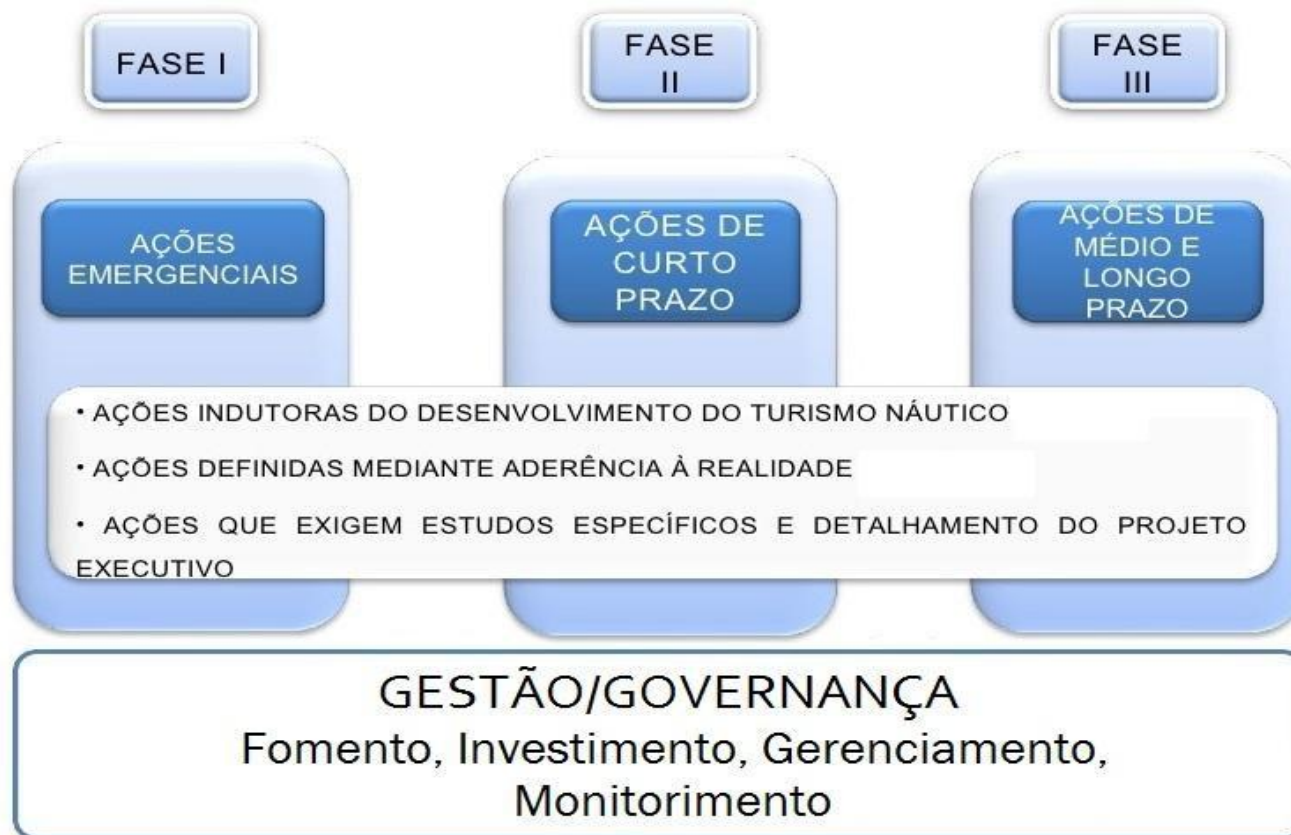 FASE I
FASE
II
FASE
III
AÇÕES
EMERGENCIAIS
AÇÕES DE
CURTO
PRAZO
AÇÕES DE
MÉDIO E
LONGO
PRAZO
• AÇÕES INDUTORAS DO DESENVOLVIMENTO DO TURISMO NÁUTICO
• AÇÕES DEFINIDAS MEDIANTE ADERÊNCIA À REALIDADE
• AÇÕES QUE EXIGEM ESTUDOS ESPECÍFICOS E DETALHAMENTO DO PROJETO
EXECUTIVO
GESTÃO/GOVERNANÇA
Fomento, Investimento, Gerenciamento,
Monitorimento